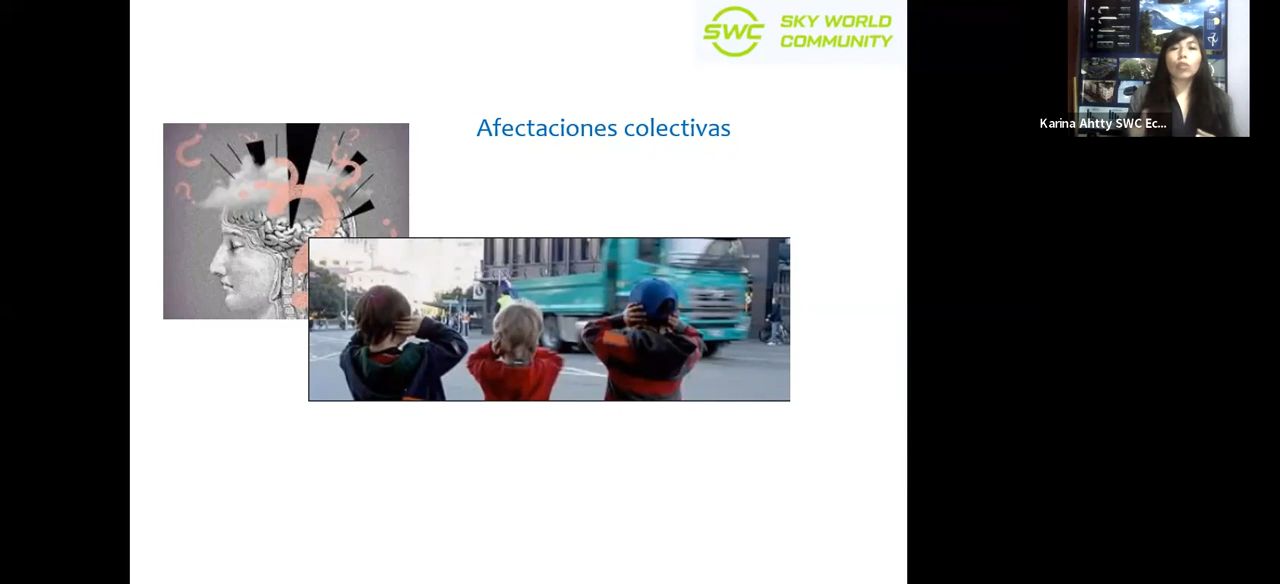 SWC
SKY WORLD
COMMUNITY
Afectaciones colectivas
Karina Ahtty SWC Ec...